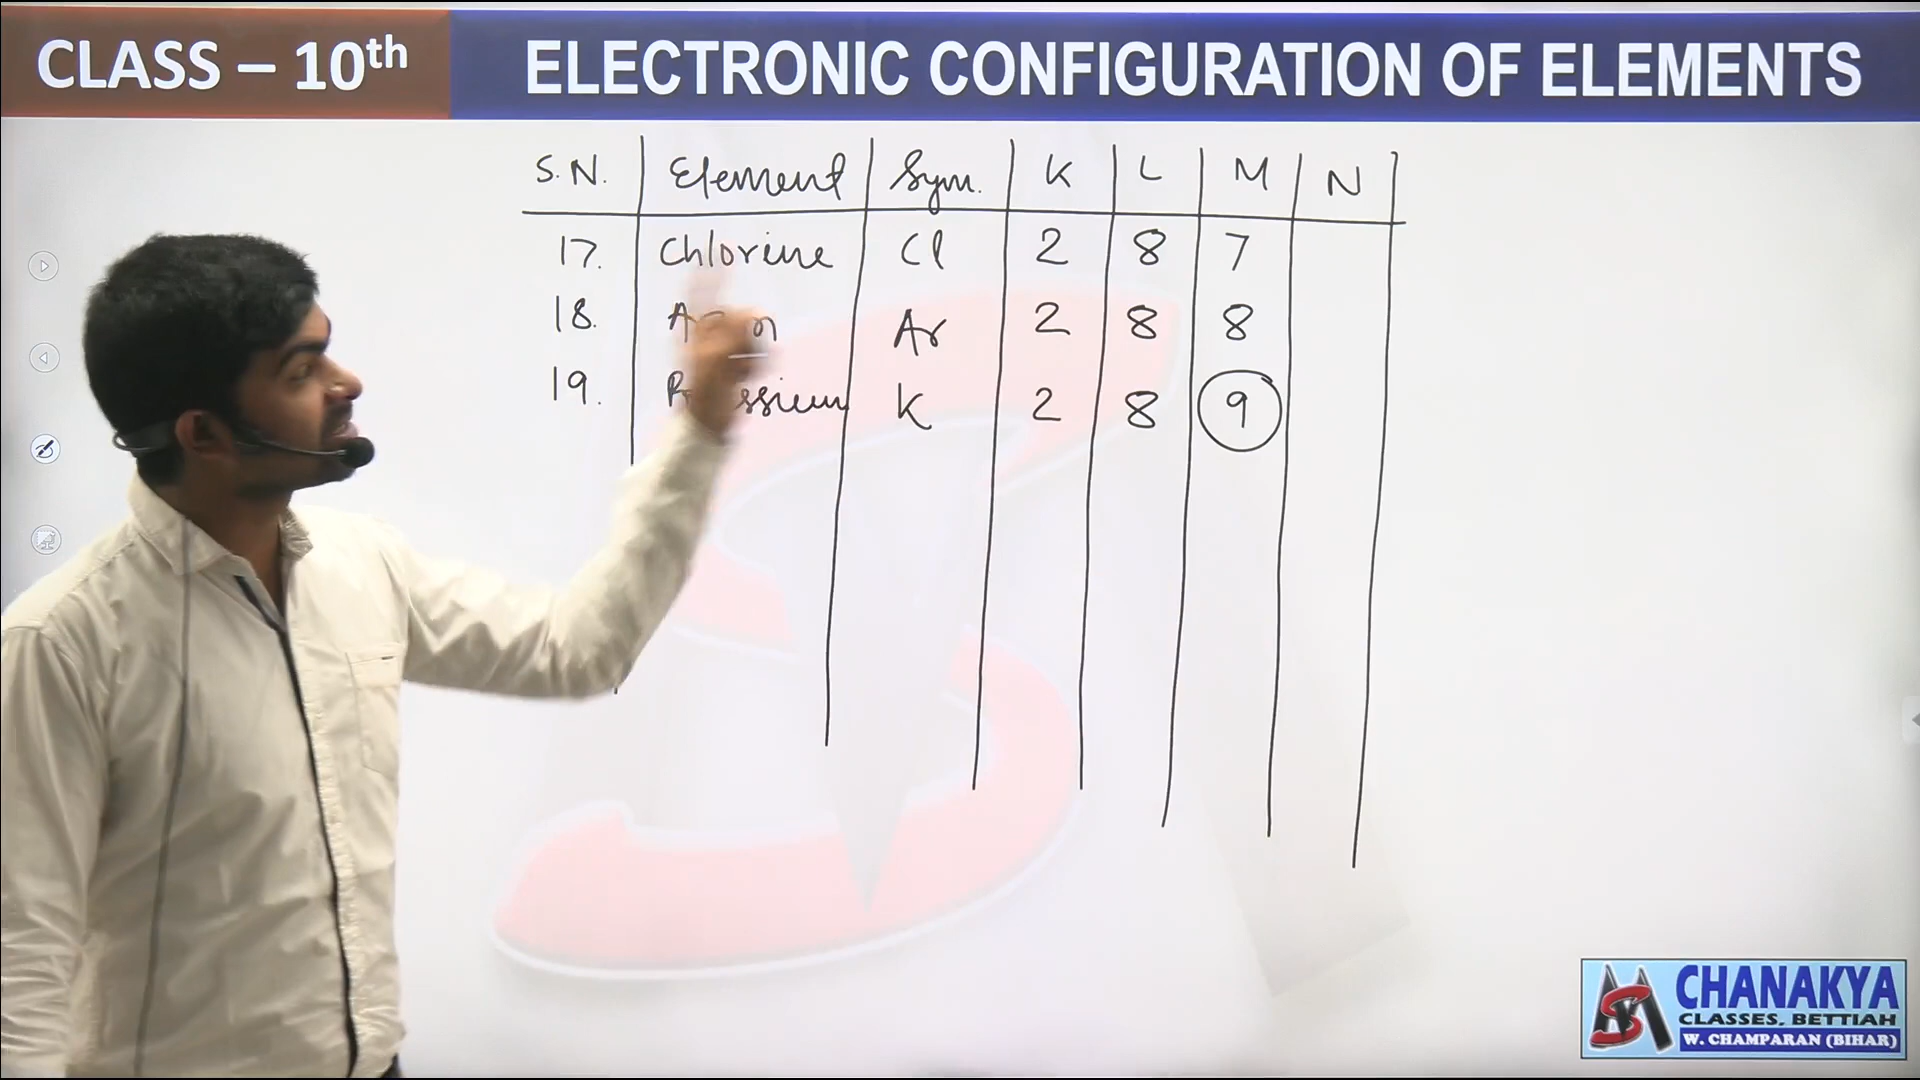 CLASS – 10th
ELECTRONIC CONFIGURATION OF ELEMENTS
S.N. Element Sym. K L M N
17. Chlorine Cl 2 8 7
18. Ar 2 8 8
19. K 2 8 9
CHANAKYA
CLASSES, BETTIAH
W. CHAMPARAN (BIHAR)